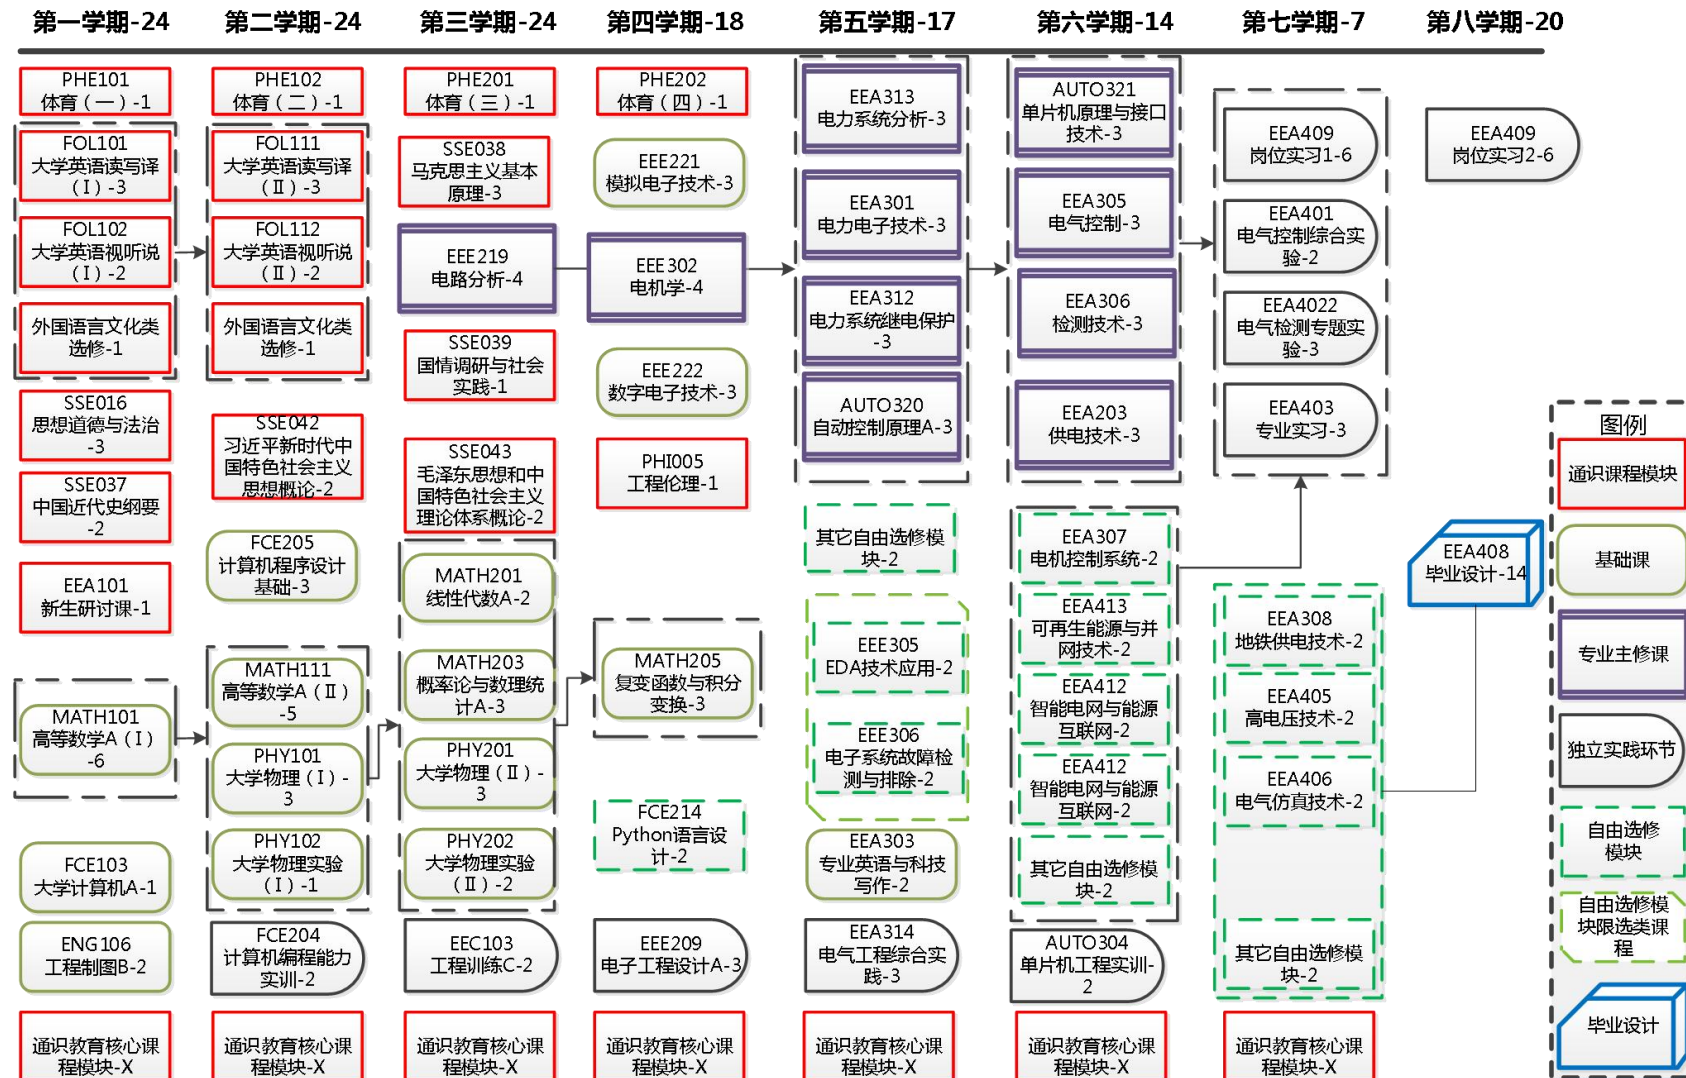 第一学期-24
第二学期-24
第三学期-24
第四学期-18
第五学期-17
第六学期-14
第七学期-7
第八学期-20
PHE101
体育（一）-1
FOL101
大学英语读写译
（I）-3
FOL102
大学英语视听说
（I）-2
外国语言文化类
选修-1
SSE016
思想道德与法治
-3
SSE037
中国近代史纲要
-2
EEA101
新生研讨课-1
MATH101
高等数学A（I）
-6
FCE103
大学计算机A-1
ENG106
工程制图B-2
通识教育核心课
程模块-X
PHE102
体育（二）-1
FOL111
大学英语读写译
（II）-3
FOL112
大学英语视听说
（II）-2
外国语言文化类
选修-1
SSE042
习近平新时代中
国特色社会主义
思想概论-2
FCE205
计算机程序设计
基础-3
MATH111
高等数学A（II）
-5
PHY101
大学物理（I）-
3
PHY102
大学物理实验
（I）-1
FCE204
计算机编程能力
实训-2
通识教育核心课
程模块-X
PHE201
体育（三）-1
SSE038
马克思主义基本
原理-3
EEE219
电路分析-4
SSE039
国情调研与社会
实践-1
SSE043
毛泽东思想和中
国特色社会主义
理论体系概论-2
MATH201
线性代数A-2
MATH203
概率论与数理统
计A-3
PHY201
大学物理（II）-
3
PHY202
大学物理实验
（II）-2
EEC103
工程训练C-2
通识教育核心课
程模块-X
PHE202
体育（四）-1
EEE221
模拟电子技术-3
EEE302
电机学-4
EEE222
数字电子技术-3
PHI005
工程伦理-1
MATH205
复变函数与积分
变换-3
FCE214
Python语言设
计-2
EEE209
电子工程设计A-3
通识教育核心课
程模块-X
EEA313
电力系统分析-3
EEA301
电力电子技术-3
EEA312
电力系统继电保护
-3
AUTO320
自动控制原理A-3
其它自由选修模
块-2
EEE305
EDA技术应用-2
EEE306
电子系统故障检
测与排除-2
EEA303
专业英语与科技
写作-2
EEA314
电气工程综合实
践-3
通识教育核心课
程模块-X
AUTO321
单片机原理与接口
技术-3
EEA305
电气控制-3
EEA306
检测技术-3
EEA203
供电技术-3
EEA307
电机控制系统-2
EEA413
可再生能源与并
网技术-2
EEA412
智能电网与能源
互联网-2
EEA412
智能电网与能源
互联网-2
其它自由选修模
块-2
AUTO304
单片机工程实训-
2
通识教育核心课
程模块-X
EEA409
岗位实习1-6
EEA401
电气控制综合实
验-2
EEA4022
电气检测专题实
验-3
EEA403
专业实习-3
EEA308
地铁供电技术-2
EEA405
高电压技术-2
EEA406
电气仿真技术-2
其它自由选修模
块-2
通识教育核心课
程模块-X
EEA409
岗位实习2-6
EEA408
毕业设计-14
图例
通识课程模块
基础课
专业主修课
独立实践环节
自由选修
模块
自由选修模
块限选类课
程
毕业设计